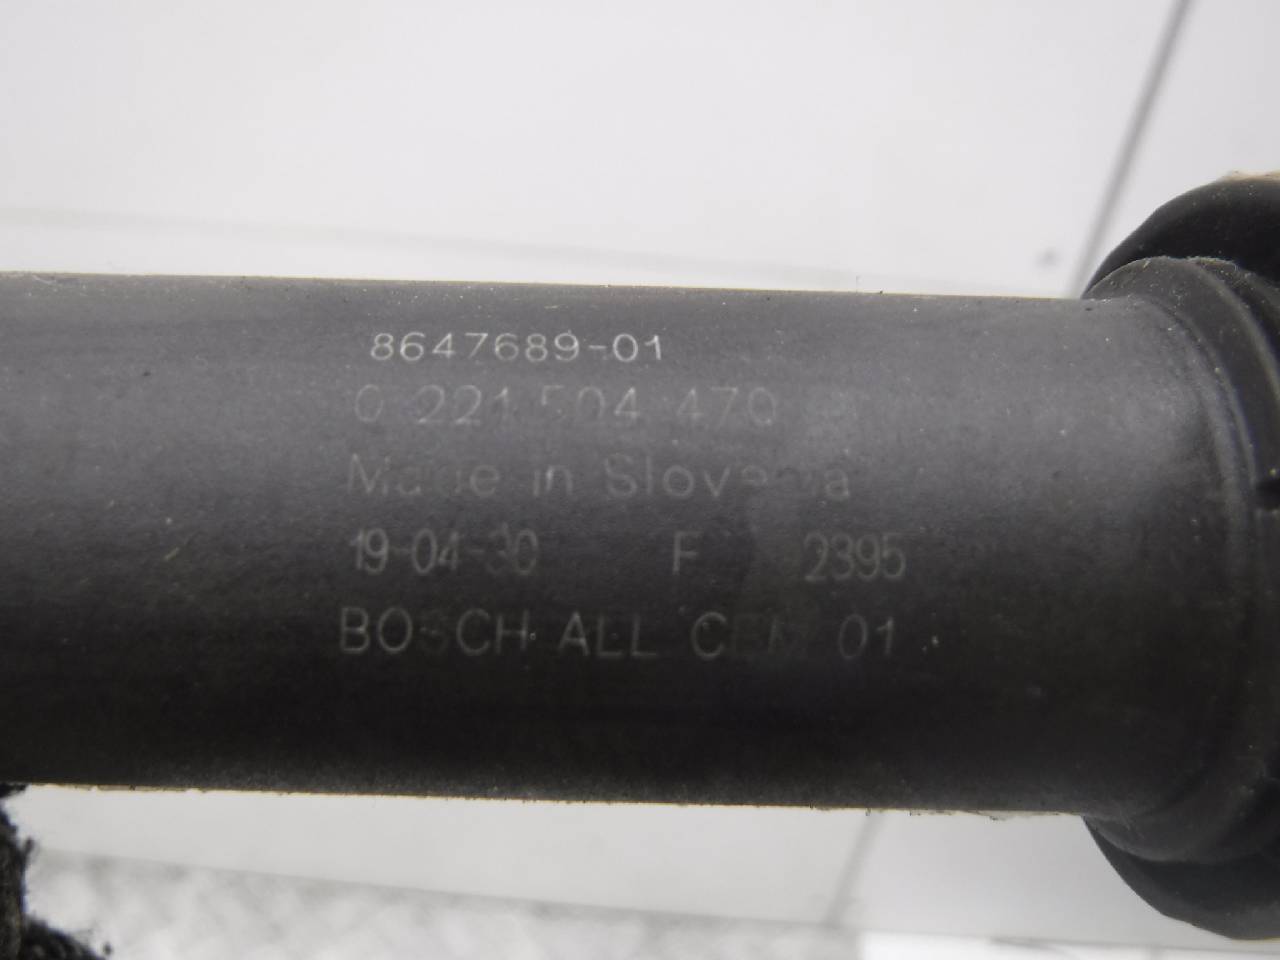 8647689-01
0 221 504 470
Made in Slovenia
19-04-30 F 2395
BOSCH ALL CEM 01